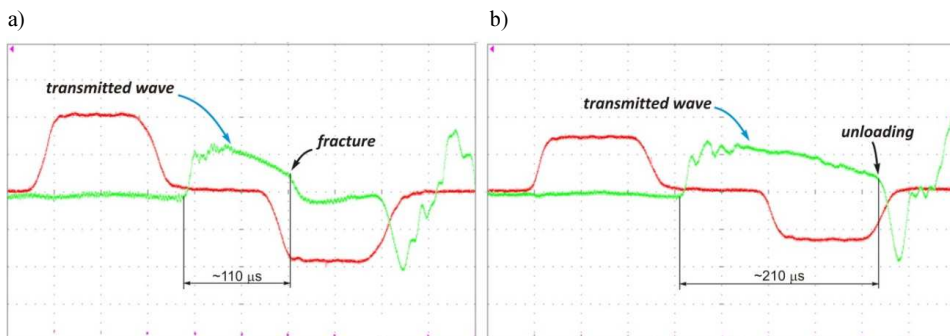 a)
transmitted wave
fracture
~110 µs
b)
transmitted wave
unloading
~210 µs